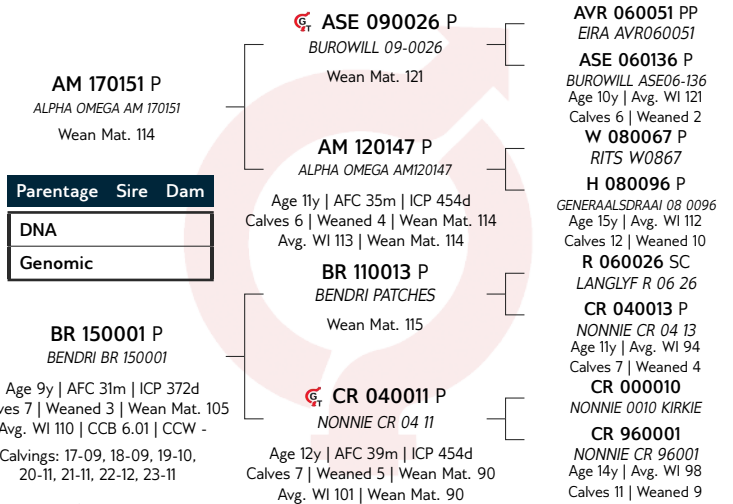 AM 170151 P
ALPHA OMEGA AM 170151
Wean Mat. 114
Parentage Sire Dam
DNA
Genomic
BR 150001 P
BENDRI BR 150001
Age 9y | AFC 31m | ICP 372d
ves 7 | Weaned 3 | Wean Mat. 105
Avg. WI 110 | CCB 6.01 | CCW -
Calvings: 17-09, 18-09, 19-10,
20-11, 21-11, 22-12, 23-11
GT ASE 090026 P
BUROWILL 09-0026
Wean Mat. 121
AM 120147 P
ALPHA OMEGA AM120147
Age 11y | AFC 35m | ICP 454d
Calves 6 | Weaned 4 | Wean Mat. 114
Avg. WI 113 | Wean Mat. 114
BR 110013 P
BENDRI PATCHES
Wean Mat. 115
GT CR 040011 P
NONNIE CR 04 11
Age 12y | AFC 39m | ICP 454d
Calves 7 | Weaned 5 | Wean Mat. 90
Avg. WI 101 | Wean Mat. 90
AVR 060051 PP
EIRA AVR060051
ASE 060136 P
BUROWILL ASE06-136
Age 10y | Avg. WI 121
Calves 6 | Weaned 2
W 080067 P
RITS W0867
H 080096 P
GENERAALSDRAAI 08 0096
Age 15y | Avg. WI 112
Calves 12 | Weaned 10
R 060026 SC
LANGLYF R 06 26
CR 040013 P
NONNIE CR 04 13
Age 11y | Avg. WI 94
Calves 7 | Weaned 4
CR 000010
NONNIE 0010 KIRKIE
CR 960001
NONNIE CR 96001
Age 14y | Avg. WI 98
Calves 11 | Weaned 9